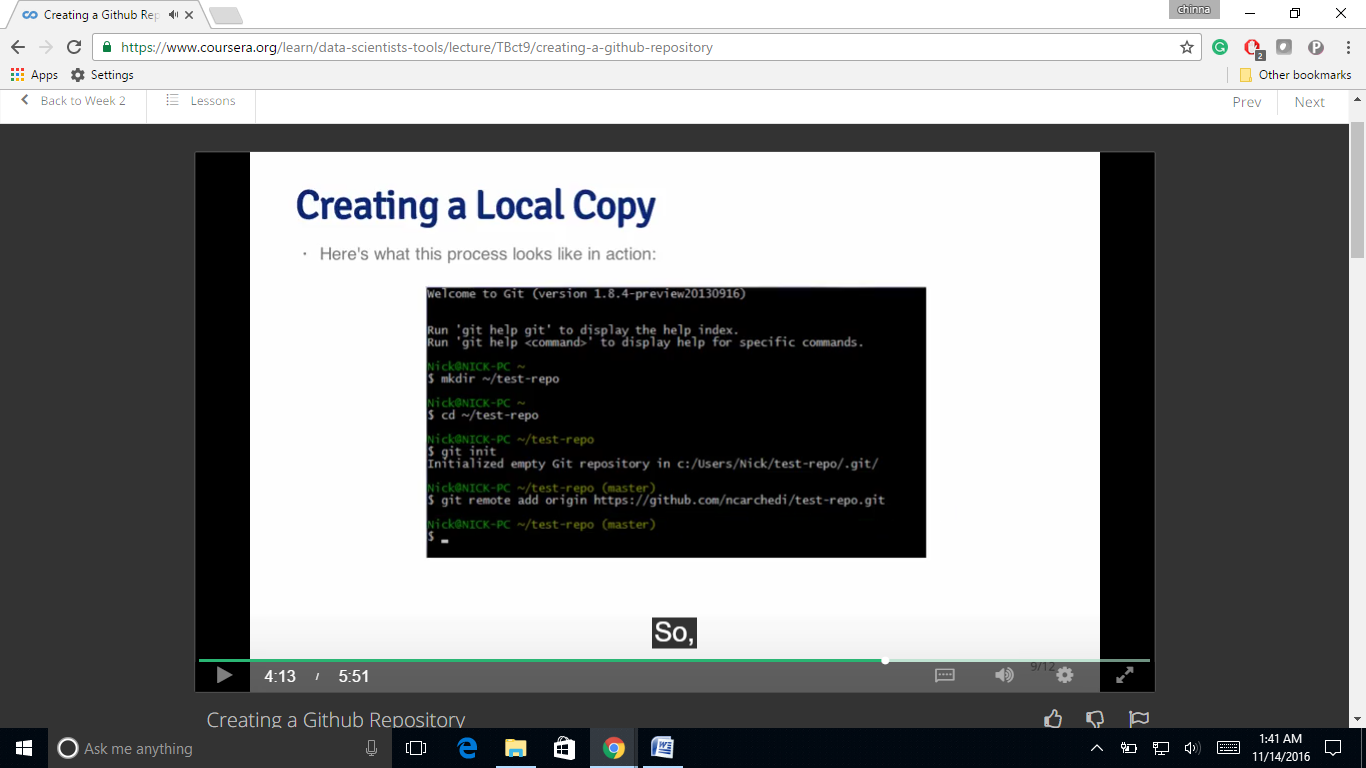 Creating a Github Rep
chinna
https://www.coursera.org/learn/data-scientists-tools/lecture/TBct9/creating-a-github-repository
2
Apps
Settings
Other bookmarks
Back to Week 2
Lessons
Prev
Next
Creating a Local Copy
· Here's what this process looks like in action:
Welcome to Git (version 1.8.4-preview20130916)
Run 'git help git' to display the help index.
Run 'git help <command>' to display help for specific commands.
Nick@NICK-PC ~
$ mkdir ~/test-repo
Nick@NICK-PC ~
$ cd ~/test-repo
Nick@NICK-PC ~/test-repo
$ git init
Initialized empty Git repository in c:/Users/Nick/test-repo/.git/
Nick@NICK-PC ~/test-repo (master)
$ git remote add origin https://github.com/ncarchedi/test-repo.git
Nick@NICK-PC ~/test-repo (master)
$
So,
9/12
4:13 / 5:51
Creating a Github Repository
Ask me anything
1:41 AM
11/14/2016